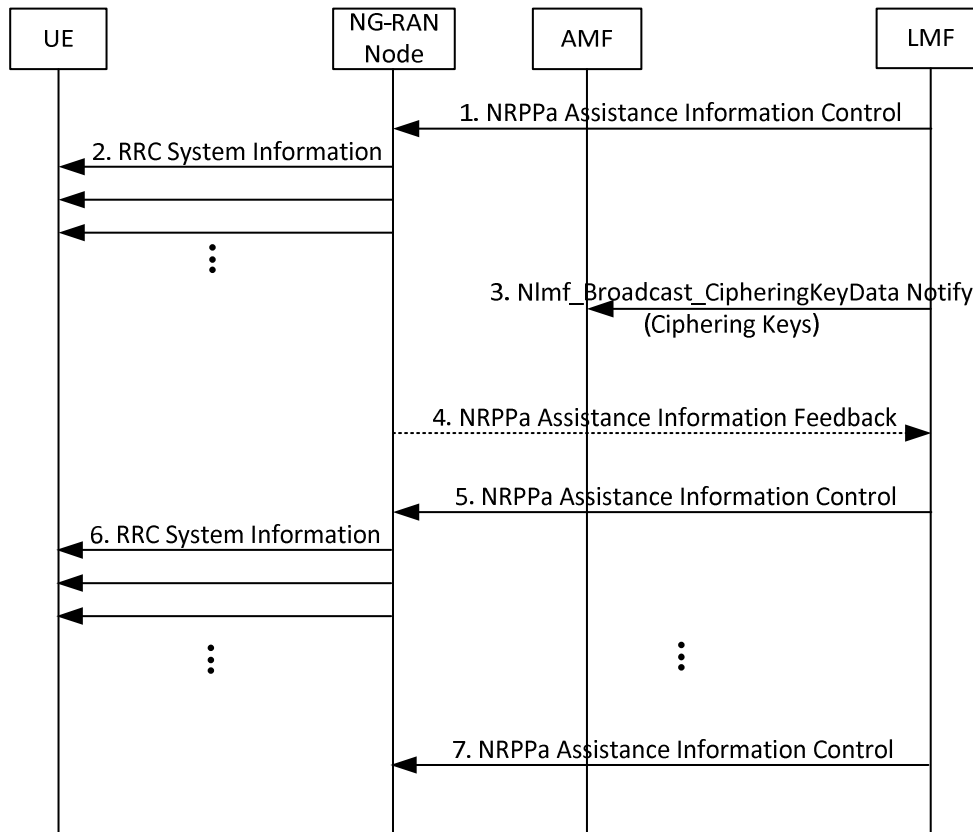 UE
NG-RAN
Node
AMF
LMF
1. NRPPa Assistance Information Control
2. RRC System Information
3. Nlmf_Broadcast_CipheringKeyData Notify
(Ciphering Keys)
4. NRPPa Assistance Information Feedback
5. NRPPa Assistance Information Control
6. RRC System Information
7. NRPPa Assistance Information Control